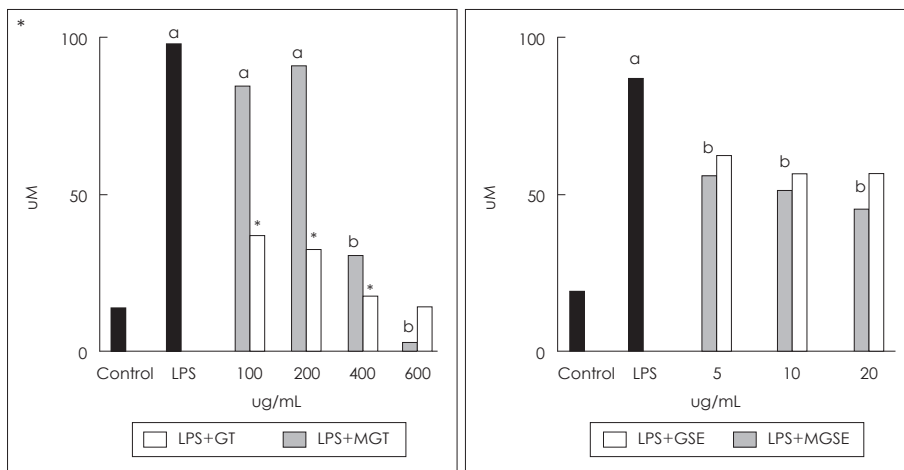 *
100
50
0
uM
a
a
a
*
*
b
*
b
Control LPS 100 200 400 600
ug/mL
LPS+GT LPS+MGT
100
50
0
uM
a
b
b
b
Control LPS 5 10 20
ug/mL
LPS+GSE LPS+MGSE